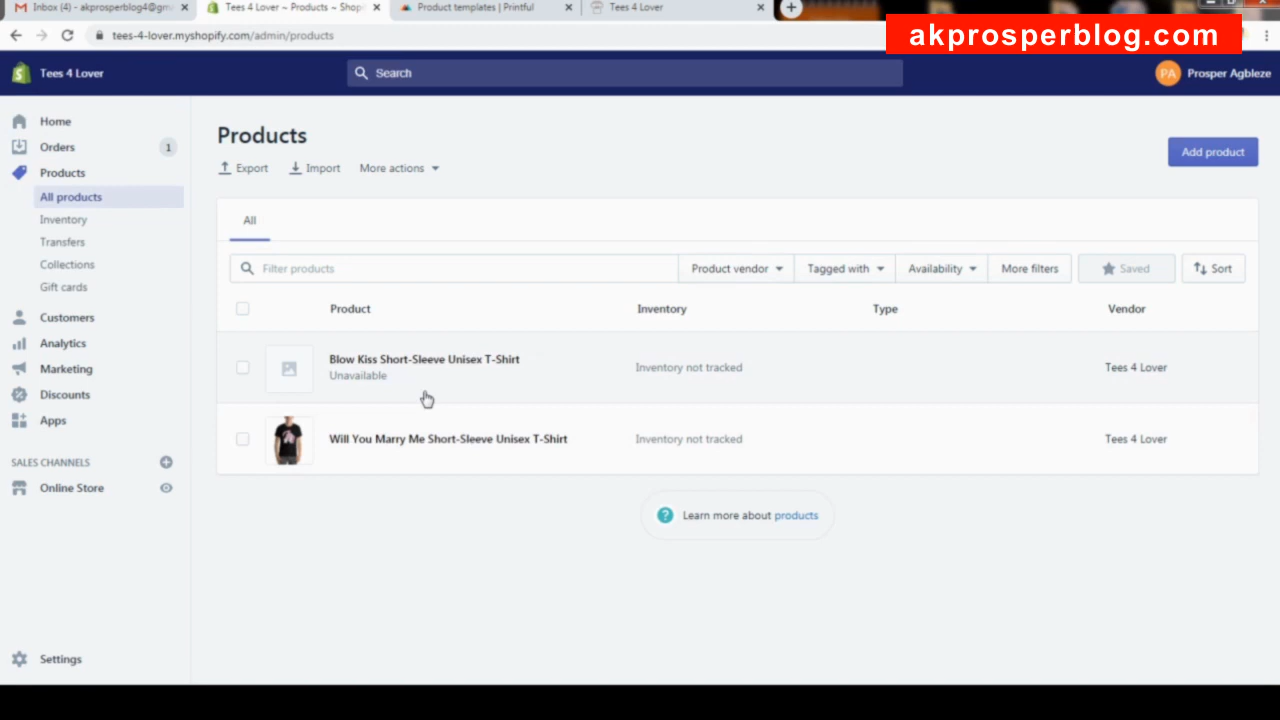 Inbox (4) - akprosperblog4@gm
Tees 4 Lover ~ Products ~ Shop
Product templates | Printful
Tees 4 Lover
tees-4-lover.myshopify.com/admin/products
akprosperblog.com
Tees 4 Lover
Search
PA
Prosper Agbleze
Home
Orders
1
Products
All products
Inventory
Transfers
Collections
Gift cards
Customers
Analytics
Marketing
Discounts
Apps
SALES CHANNELS
Online Store
Settings
Products
Export
Import
More actions
Add product
All
Filter products
Product vendor
Tagged with
Availability
More filters
Saved
Sort
Product
Inventory
Type
Vendor
Blow Kiss Short-Sleeve Unisex T-Shirt
Unavailable
Inventory not tracked
Tees 4 Lover
Will You Marry Me Short-Sleeve Unisex T-Shirt
Inventory not tracked
Tees 4 Lover
? Learn more about products